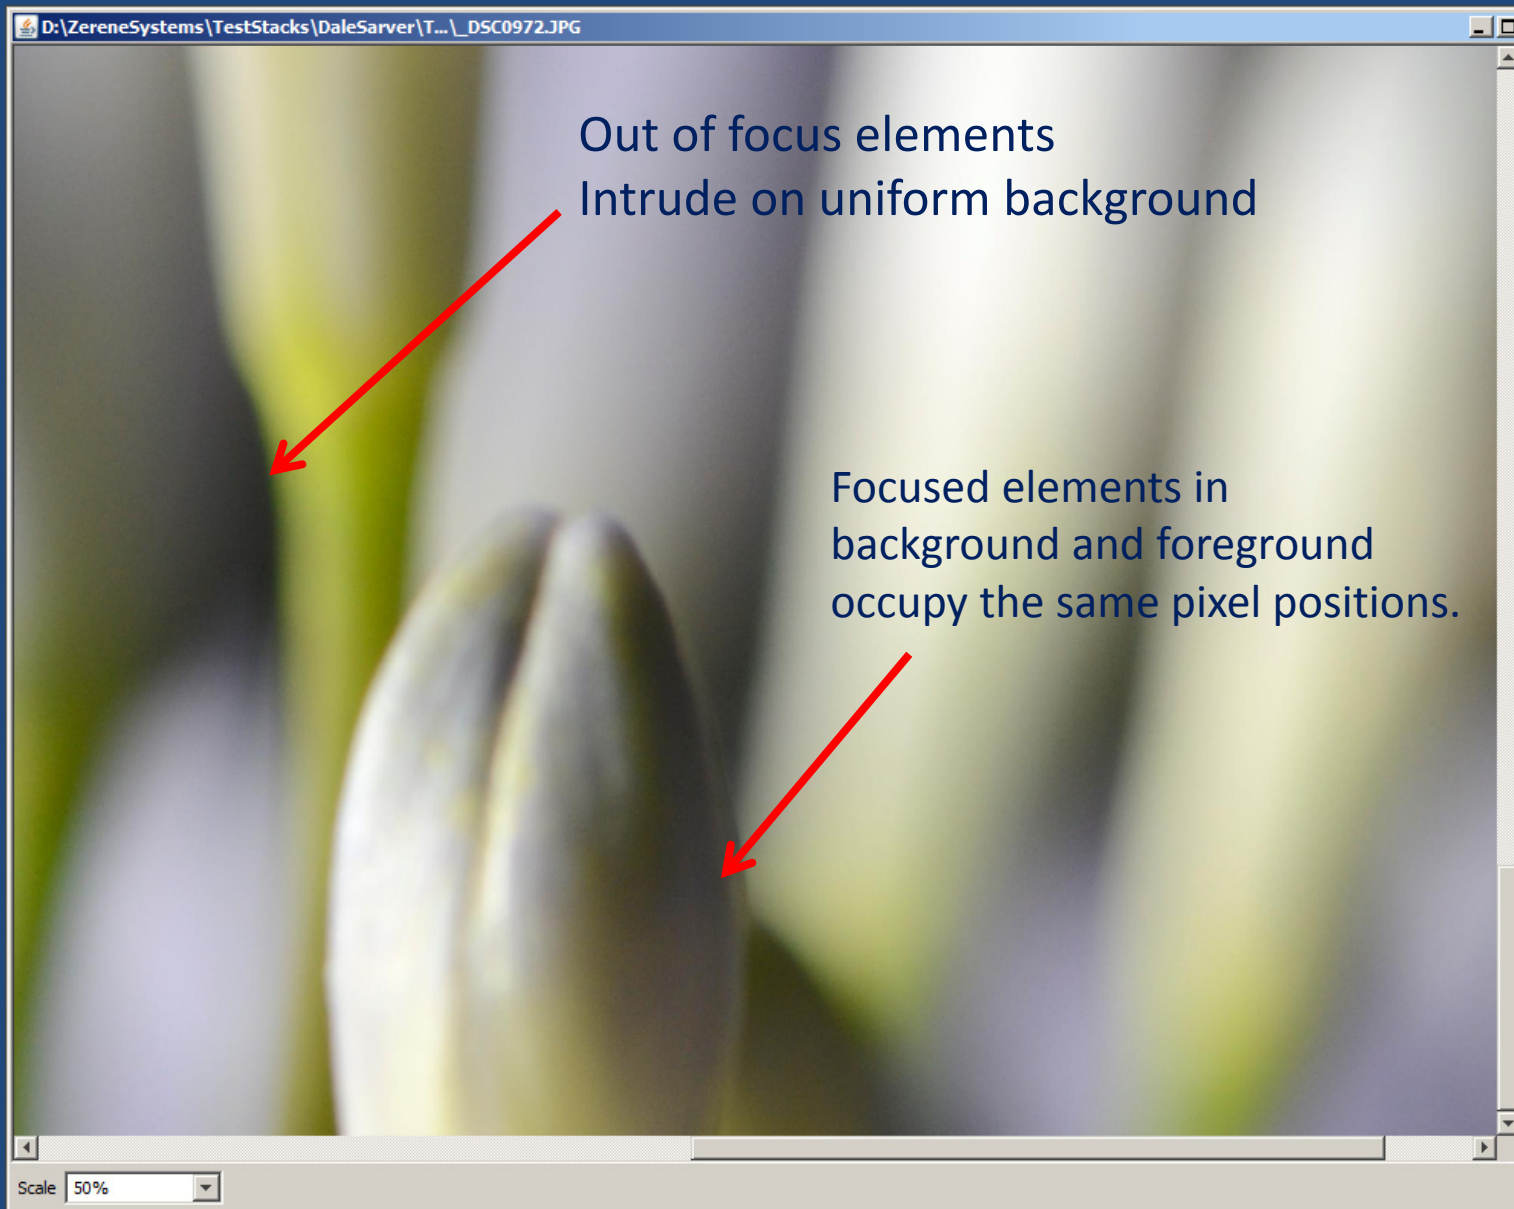 D:\ZereneSystems\TestStacks\DaleSarver\T...\_DSC0972.JPG
Out of focus elements
Intrude on uniform background
Focused elements in
background and foreground
occupy the same pixel positions.
Scale 50%